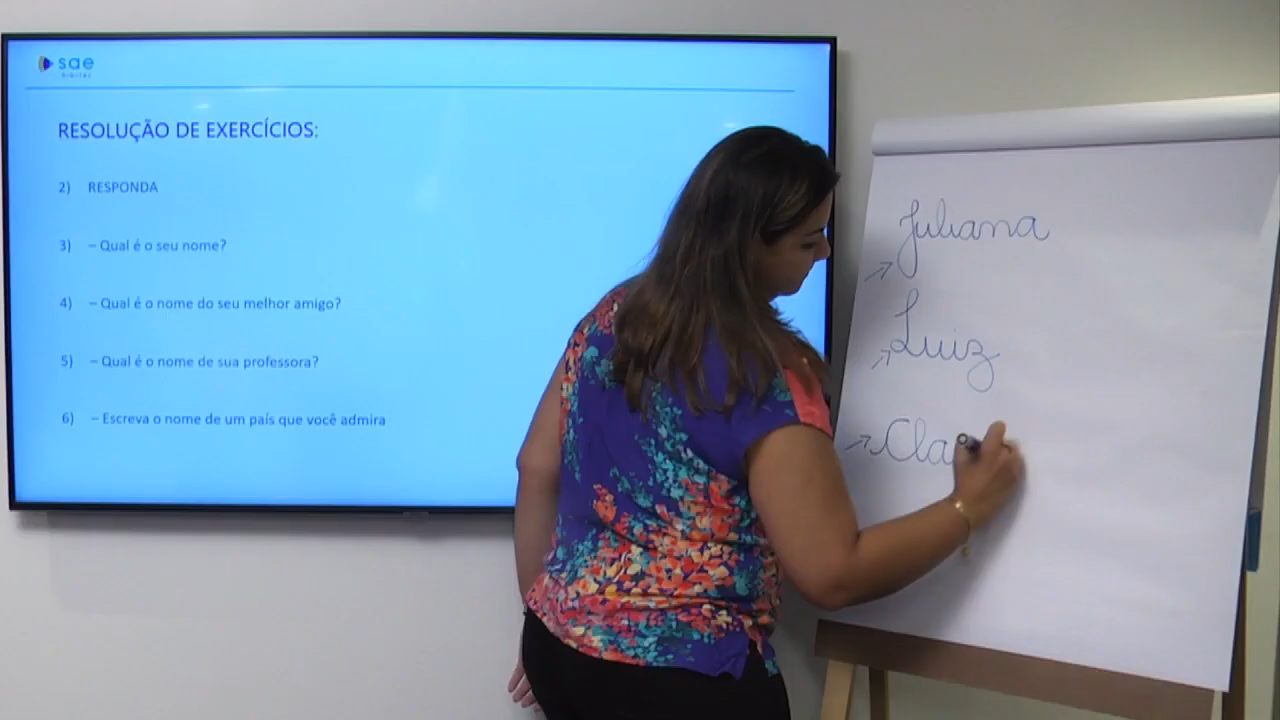 sae
RESOLUÇÃO DE EXERCÍCIOS:
2) RESPONDA
3) – Qual é o seu nome?
4) – Qual é o nome do seu melhor amigo?
5) – Qual é o nome de sua professora?
6) – Escreva o nome de um país que você admira
Juliana
Luiz
Cla